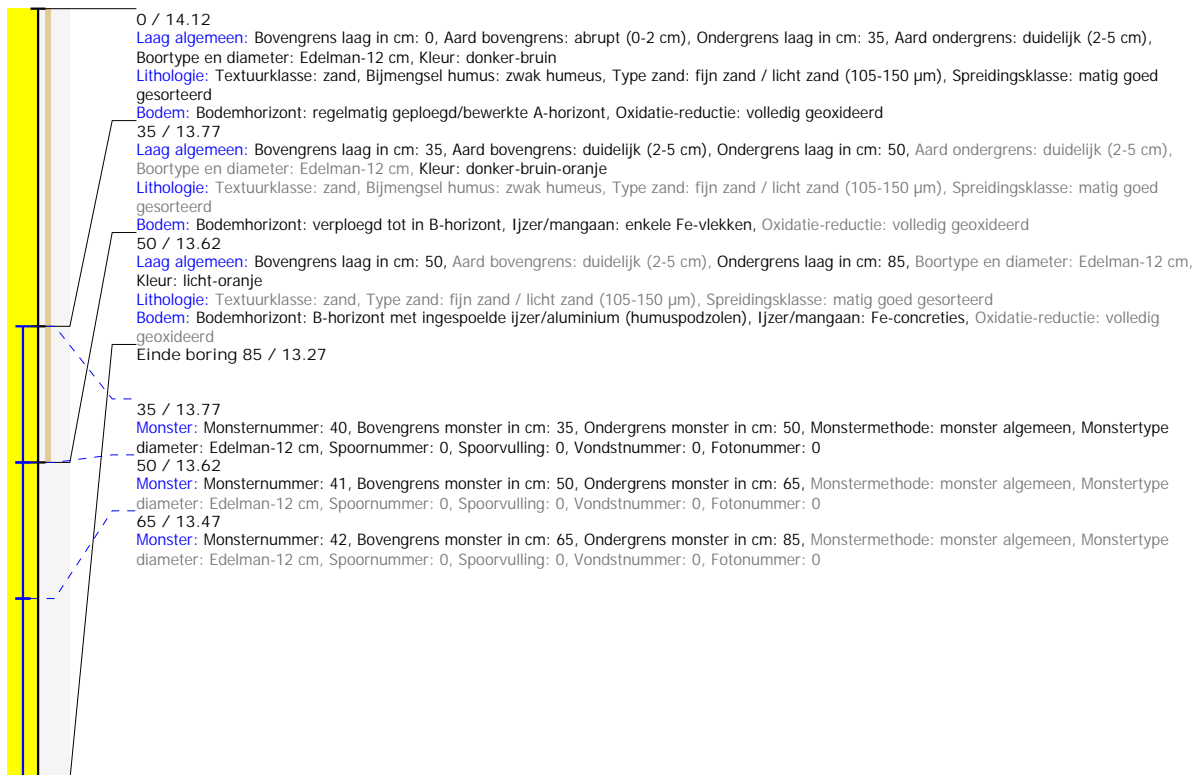 0 / 14.12
Laag algemeen: Bovengrens laag in cm: 0, Aard bovengrens: abrupt (0-2 cm), Ondergrens laag in cm: 35, Aard ondergrens: duidelijk (2-5 cm),
Boortype en diameter: Edelman-12 cm, Kleur: donker-bruin
Lithologie: Textuurklasse: zand, Bijmengsel humus: zwak humeus, Type zand: fijn zand / licht zand (105-150 µm), Spreidingsklasse: matig goed
gesorteerd
Bodem: Bodemhorizont: regelmatig geploegd/bewerkte A-horizont, Oxidatie-reductie: volledig geoxideerd
35 / 13.77
Laag algemeen: Bovengrens laag in cm: 35, Aard bovengrens: duidelijk (2-5 cm), Ondergrens laag in cm: 50, Aard ondergrens: duidelijk (2-5 cm),
Boortype en diameter: Edelman-12 cm, Kleur: donker-bruin-oranje
Lithologie: Textuurklasse: zand, Bijmengsel humus: zwak humeus, Type zand: fijn zand / licht zand (105-150 µm), Spreidingsklasse: matig goed
gesorteerd
Bodem: Bodemhorizont: verploegd tot in B-horizont, Ijzer/mangaan: enkele Fe-vlekken, Oxidatie-reductie: volledig geoxideerd
50 / 13.62
Laag algemeen: Bovengrens laag in cm: 50, Aard bovengrens: duidelijk (2-5 cm), Ondergrens laag in cm: 85, Boortype en diameter: Edelman-12 cm,
Kleur: licht-oranje
Lithologie: Textuurklasse: zand, Type zand: fijn zand / licht zand (105-150 µm), Spreidingsklasse: matig goed gesorteerd
Bodem: Bodemhorizont: B-horizont met ingespoelde ijzer/aluminium (humuspodzolen), Ijzer/mangaan: Fe-concreties, Oxidatie-reductie: volledig
geoxideerd
Einde boring 85 / 13.27
35 / 13.77
Monster: Monsternummer: 40, Bovengrens monster in cm: 35, Ondergrens monster in cm: 50, Monstermethode: monster algemeen, Monstertype
diameter: Edelman-12 cm, Spoornummer: 0, Spoorvulling: 0, Vondstnummer: 0, Fotonummer: 0
50 / 13.62
Monster: Monsternummer: 41, Bovengrens monster in cm: 50, Ondergrens monster in cm: 65, Monstermethode: monster algemeen, Monstertype
diameter: Edelman-12 cm, Spoornummer: 0, Spoorvulling: 0, Vondstnummer: 0, Fotonummer: 0
65 / 13.47
Monster: Monsternummer: 42, Bovengrens monster in cm: 65, Ondergrens monster in cm: 85, Monstermethode: monster algemeen, Monstertype
diameter: Edelman-12 cm, Spoornummer: 0, Spoorvulling: 0, Vondstnummer: 0, Fotonummer: 0